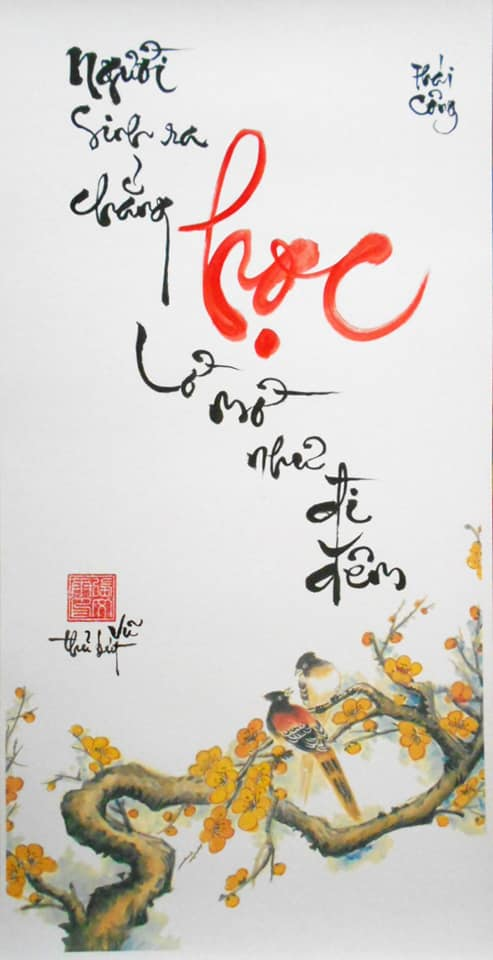 Người
sinh ra
chẳng
học
Lờ mờ
như
đi
đêm
Thái
Công
Vũ
thủ bút